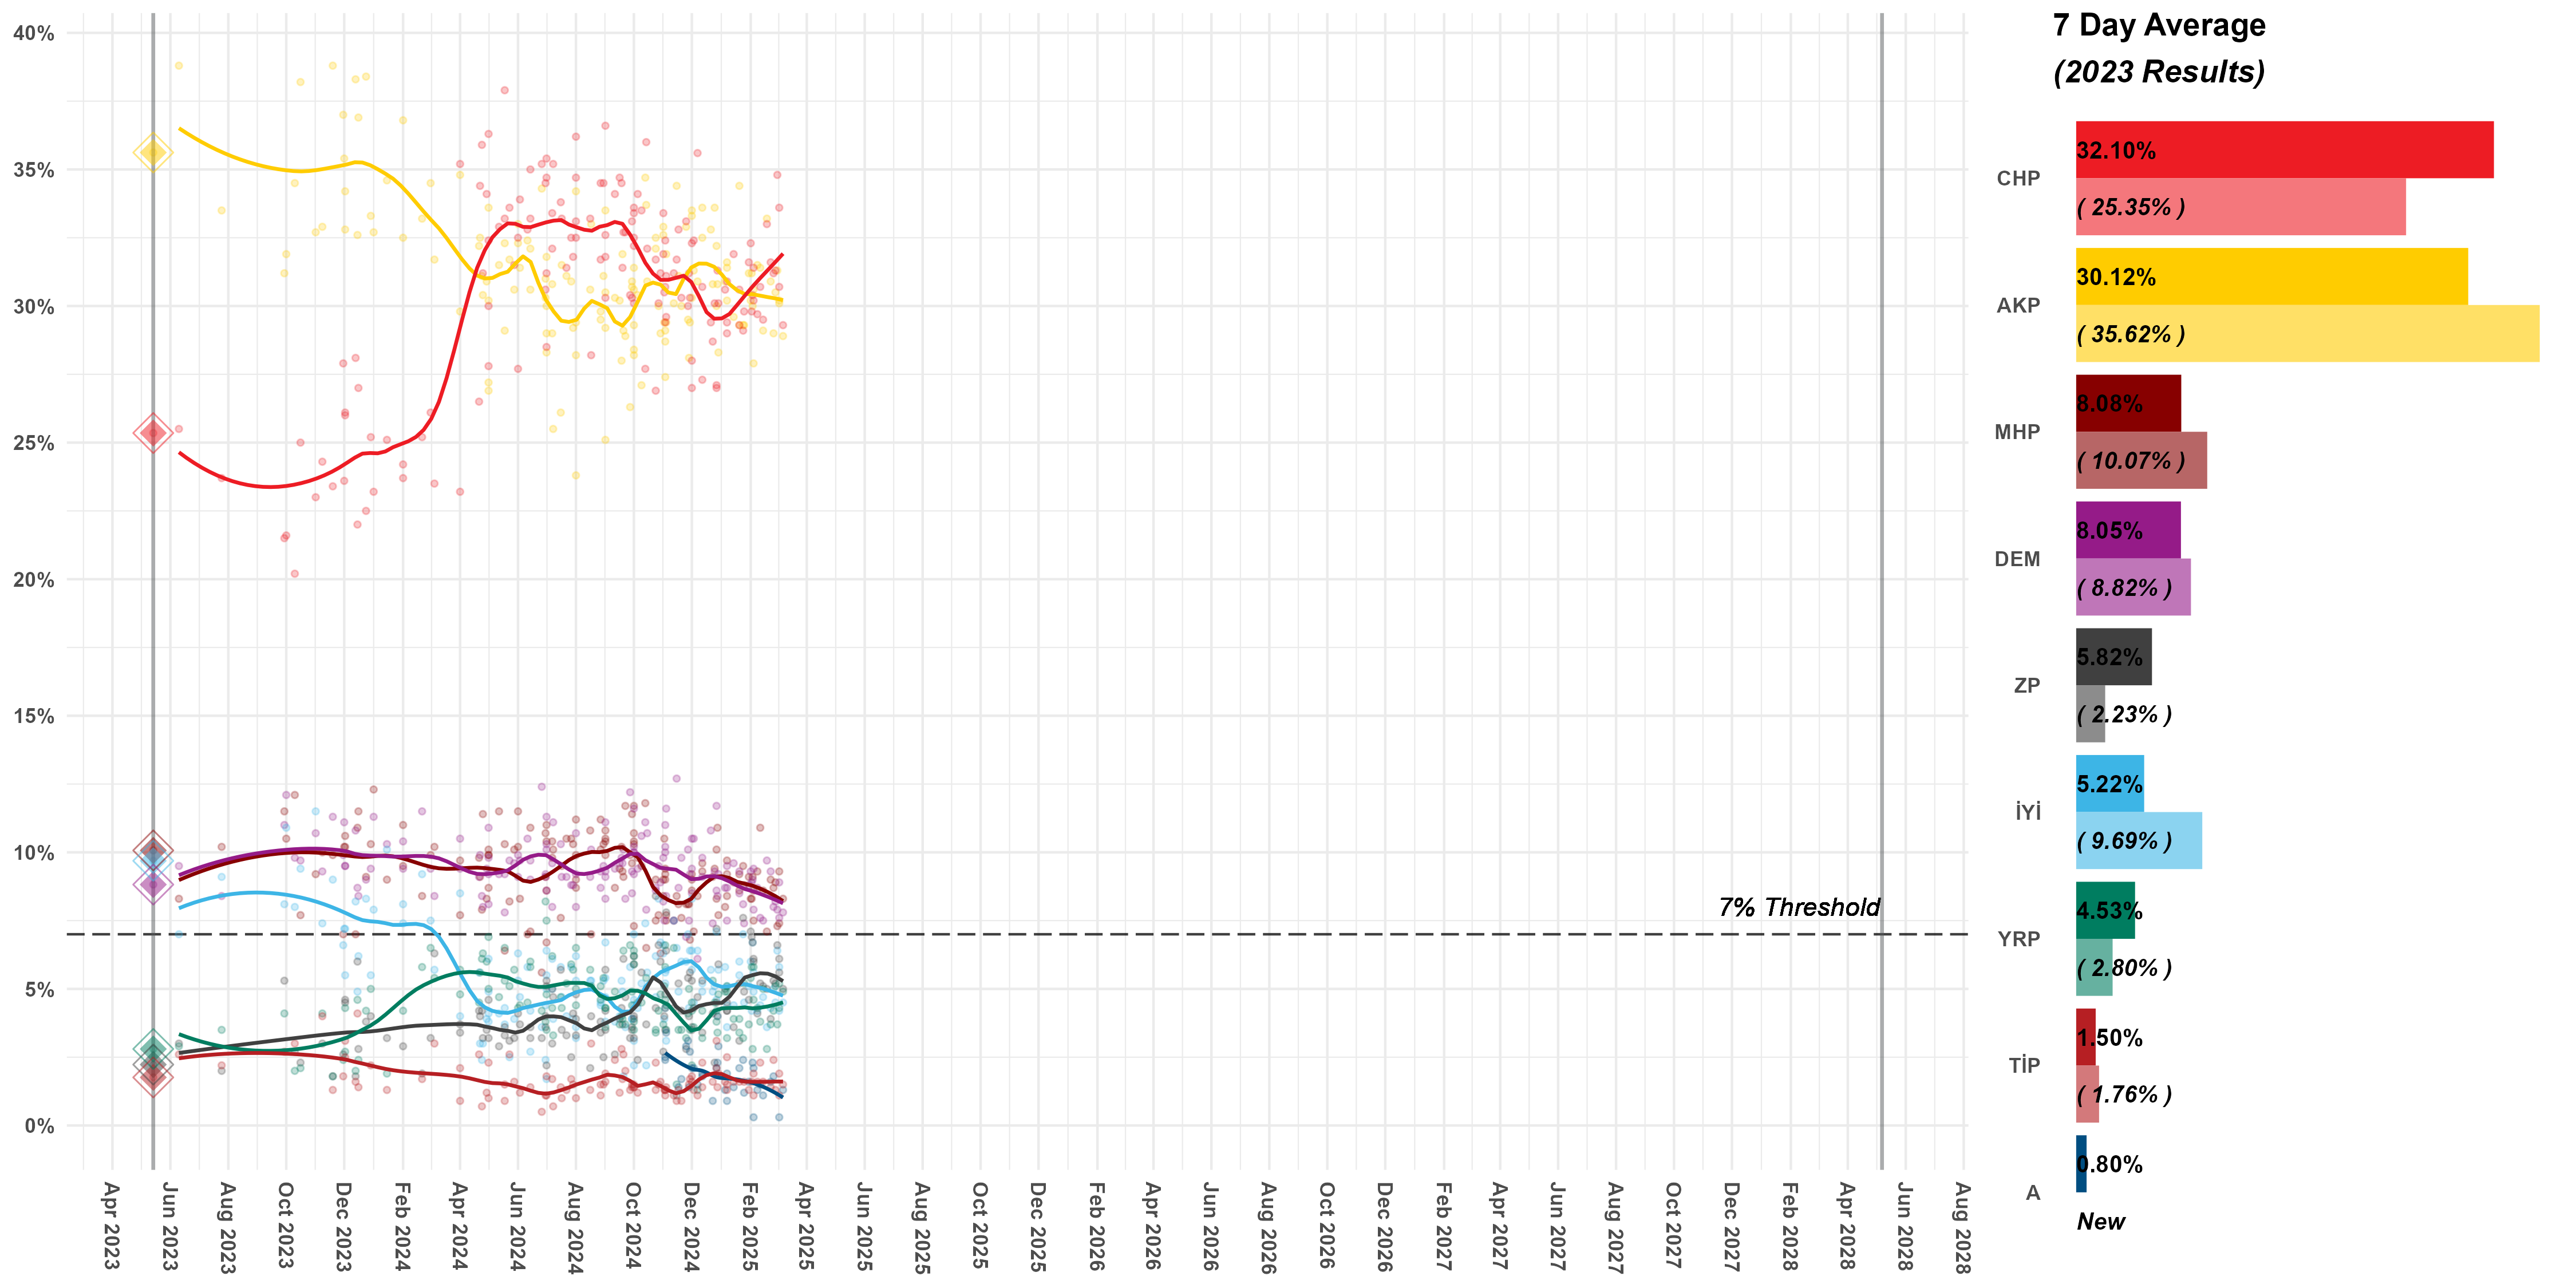 40%
35%
30%
25%
20%
15%
10%
5%
0%
7% Threshold
Apr 2023
Jun 2023
Aug 2023
Oct 2023
Dec 2023
Feb 2024
Apr 2024
Jun 2024
Aug 2024
Oct 2024
Dec 2024
Feb 2025
Apr 2025
Jun 2025
Aug 2025
Oct 2025
Dec 2025
Feb 2026
Apr 2026
Jun 2026
Aug 2026
Oct 2026
Dec 2026
Feb 2027
Apr 2027
Jun 2027
Aug 2027
Oct 2027
Dec 2027
Feb 2028
Apr 2028
Jun 2028
Aug 2028
7 Day Average
(2023 Results)
CHP
32.10%
( 25.35% )
AKP
30.12%
( 35.62% )
MHP
8.08%
( 10.07% )
DEM
8.05%
( 8.82% )
ZP
5.82%
( 2.23% )
İYİ
5.22%
( 9.69% )
YRP
4.53%
( 2.80% )
TİP
1.50%
( 1.76% )
A
0.80%
New